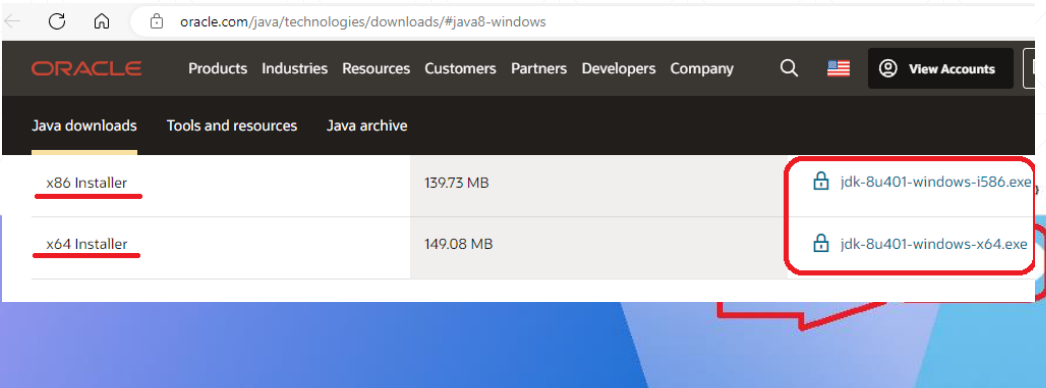 oracle.com/java/technologies/downloads/#java8-windows
ORACLE Products Industries Resources Customers Partners Developers Company View Accounts
Java downloads Tools and resources Java archive
x86 Installer 139.73 MB jdk-8u401-windows-i586.exe
x64 Installer 149.08 MB jdk-8u401-windows-x64.exe